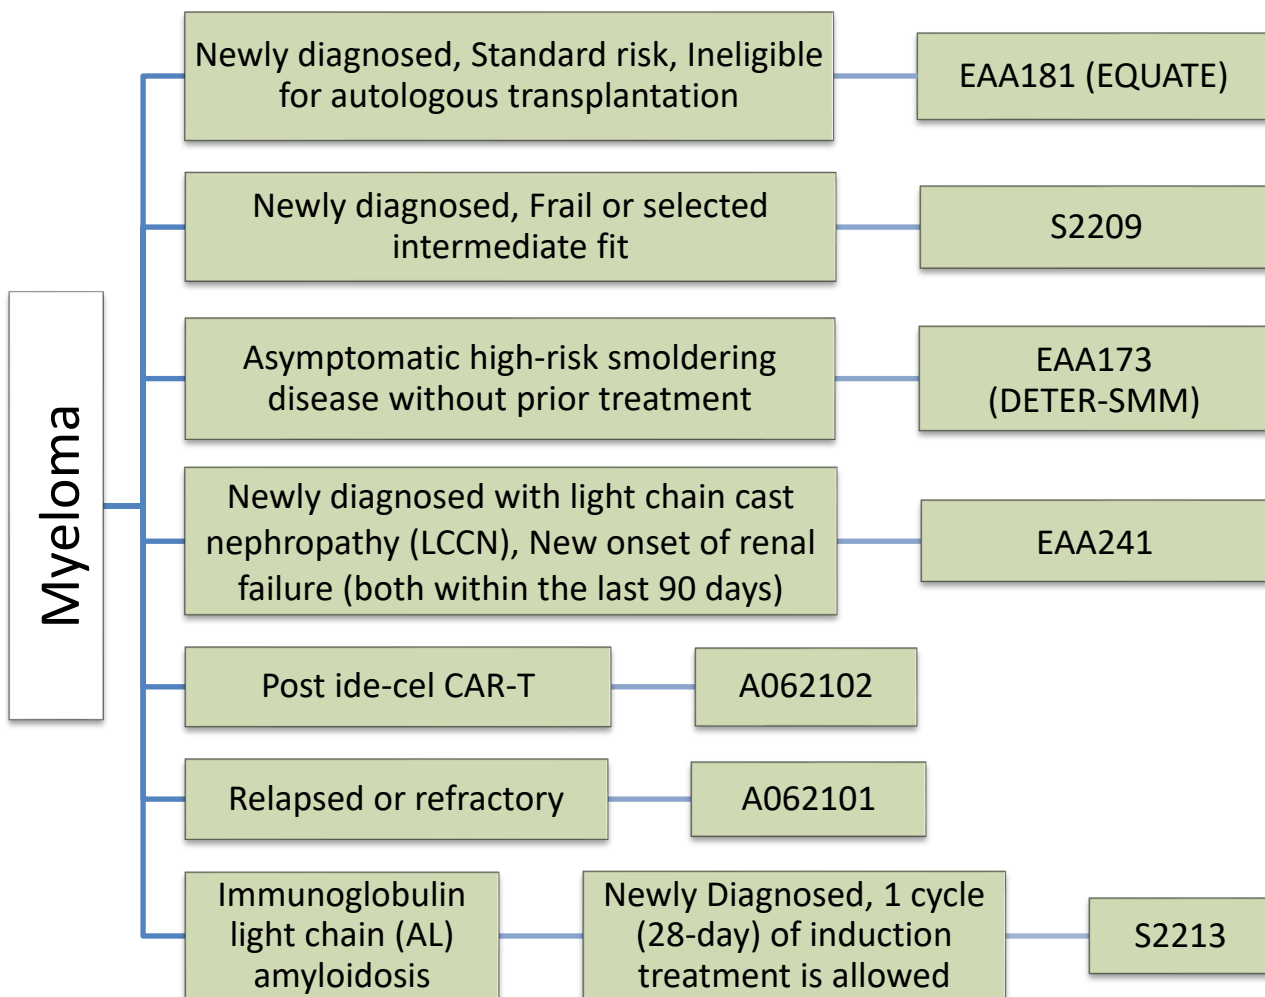 Newly diagnosed, Standard risk, Ineligible
for autologous transplantation
EAA181 (EQUATE)
Newly diagnosed, Frail or selected
intermediate fit
S2209
Myeloma
Asymptomatic high-risk smoldering
disease without prior treatment
EAA173
(DETER-SMM)
Newly diagnosed with light chain cast
nephropathy (LCCN), New onset of renal
failure (both within the last 90 days)
EAA241
Post ide-cel CAR-T
A062102
Relapsed or refractory
A062101
Immunoglobulin
light chain (AL)
amyloidosis
Newly Diagnosed, 1 cycle
(28-day) of induction
treatment is allowed
S2213